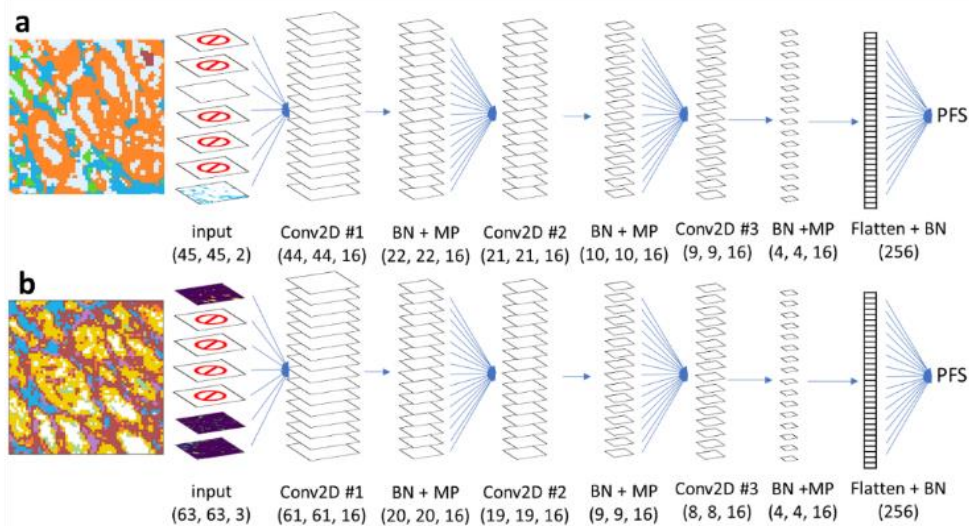 a
PFS
input Conv2D #1 BN + MP Conv2D #2 BN + MP Conv2D #3 BN +MP Flatten + BN
(45, 45, 2) (44, 44, 16) (22, 22, 16) (21, 21, 16) (10, 10, 16) (9, 9, 16) (4, 4, 16) (256)
b
PFS
input Conv2D #1 BN + MP Conv2D #2 BN + MP Conv2D #3 BN +MP Flatten + BN
(63, 63, 3) (61, 61, 16) (20, 20, 16) (19, 19, 16) (9, 9, 16) (8, 8, 16) (4, 4, 16) (256)